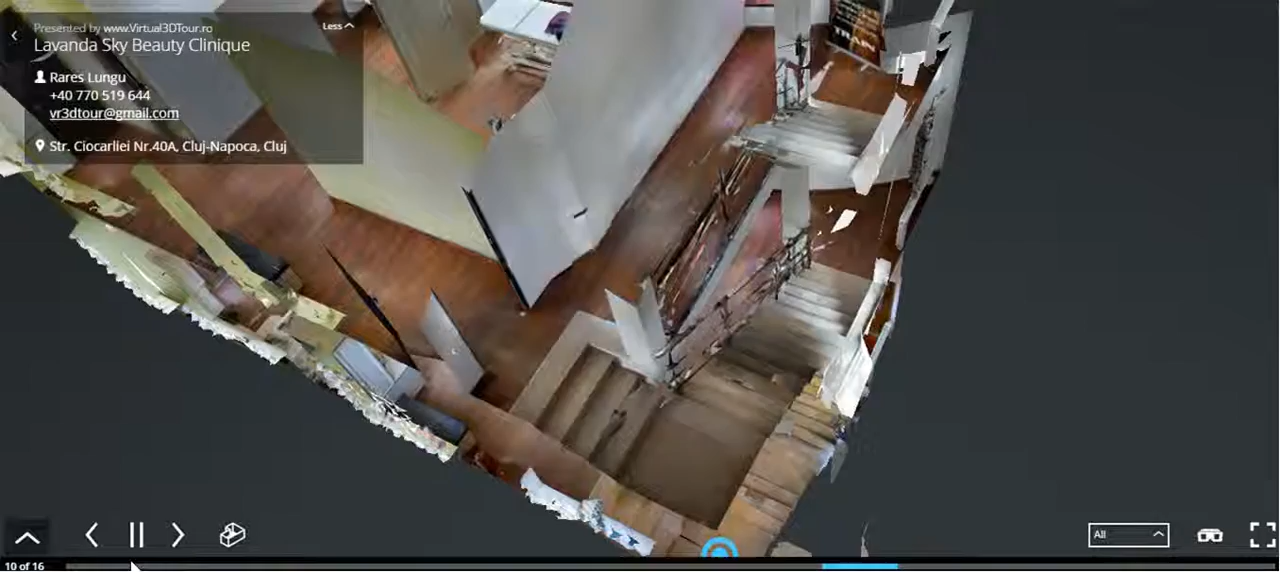 Presented by www.Virtual3DTour.ro
Less
Lavanda Sky Beauty Clinique
Rares Lungu
+40 770 519 644
vr3dtour@gmail.com
Str. Ciocarliei Nr.40A, Cluj-Napoca, Cluj
TRAIN
All
10 of 16